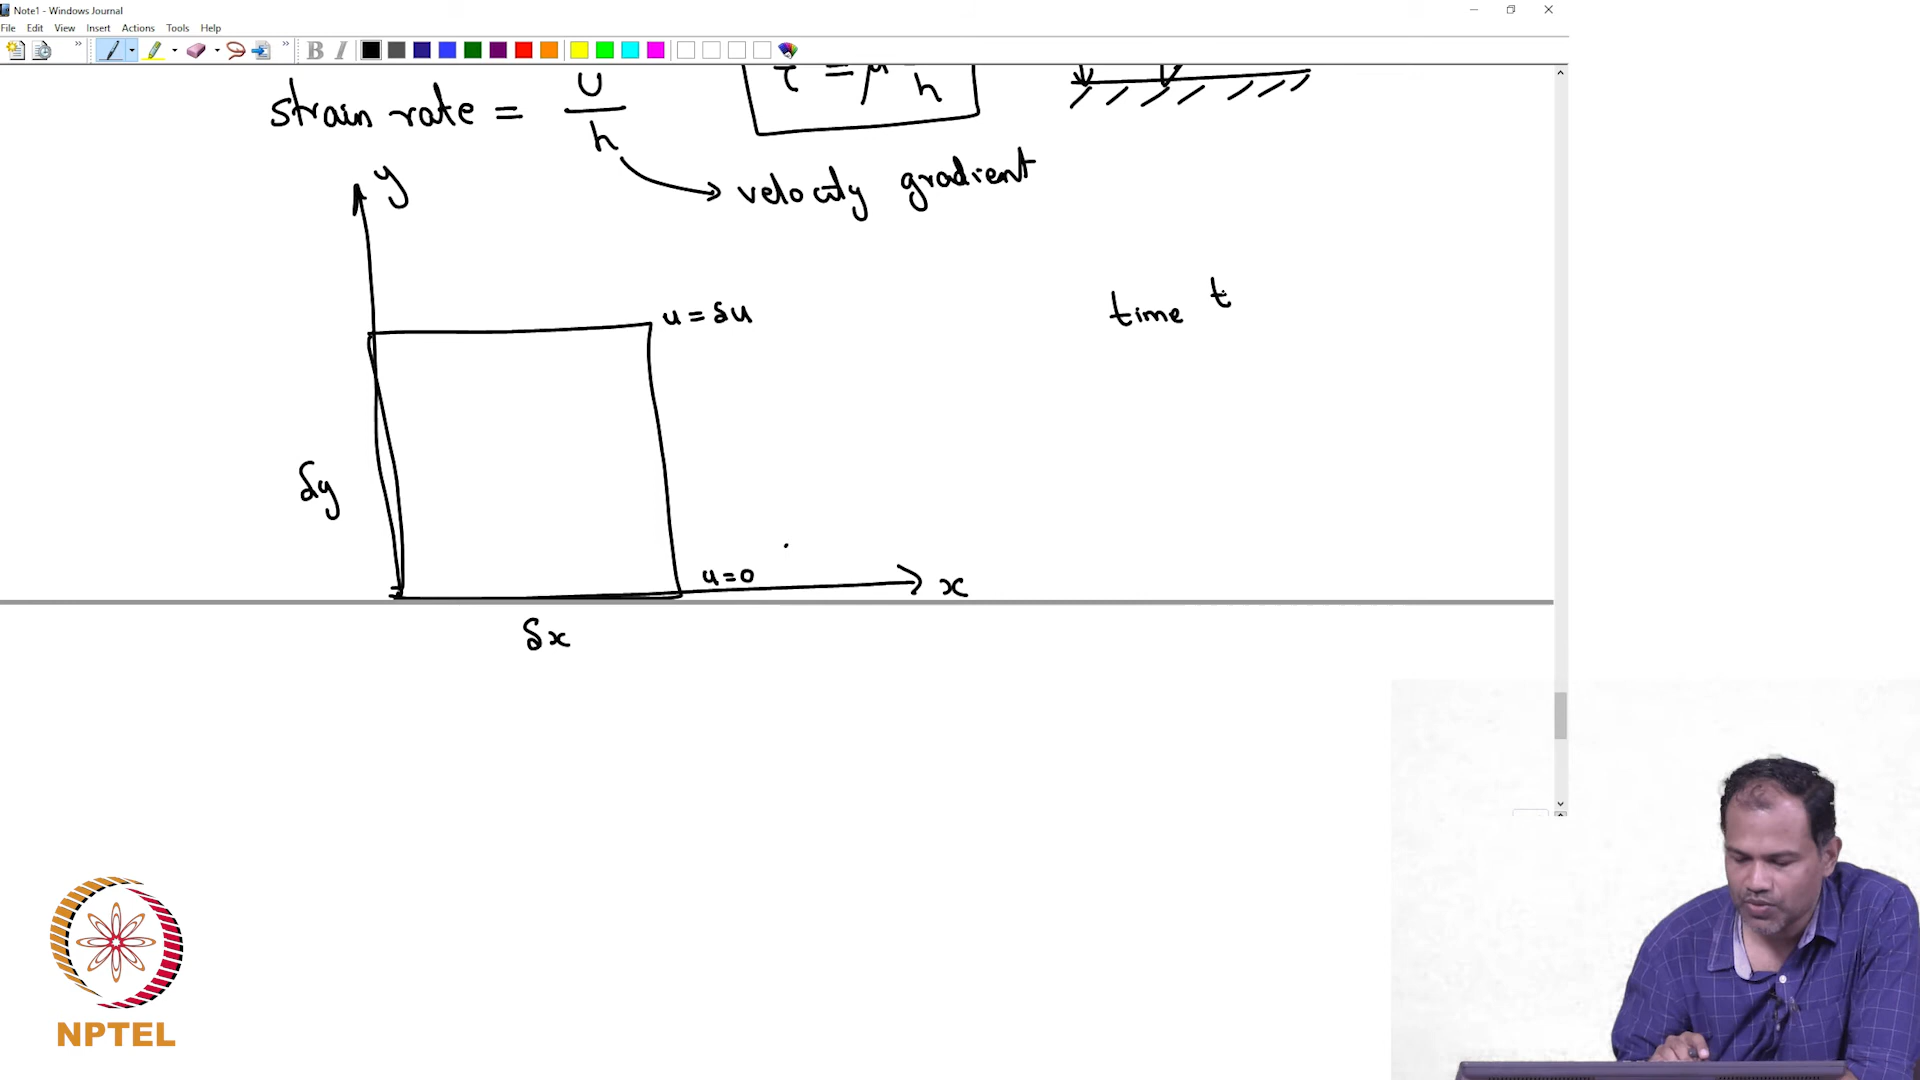 Note1 - Windows Journal
File Edit View Insert Actions Tools Help
B I
strain rate = U / h
τ = μ / h
velocity gradient
y
u = δu
time t
δy
u = 0
x
δx
NPTEL